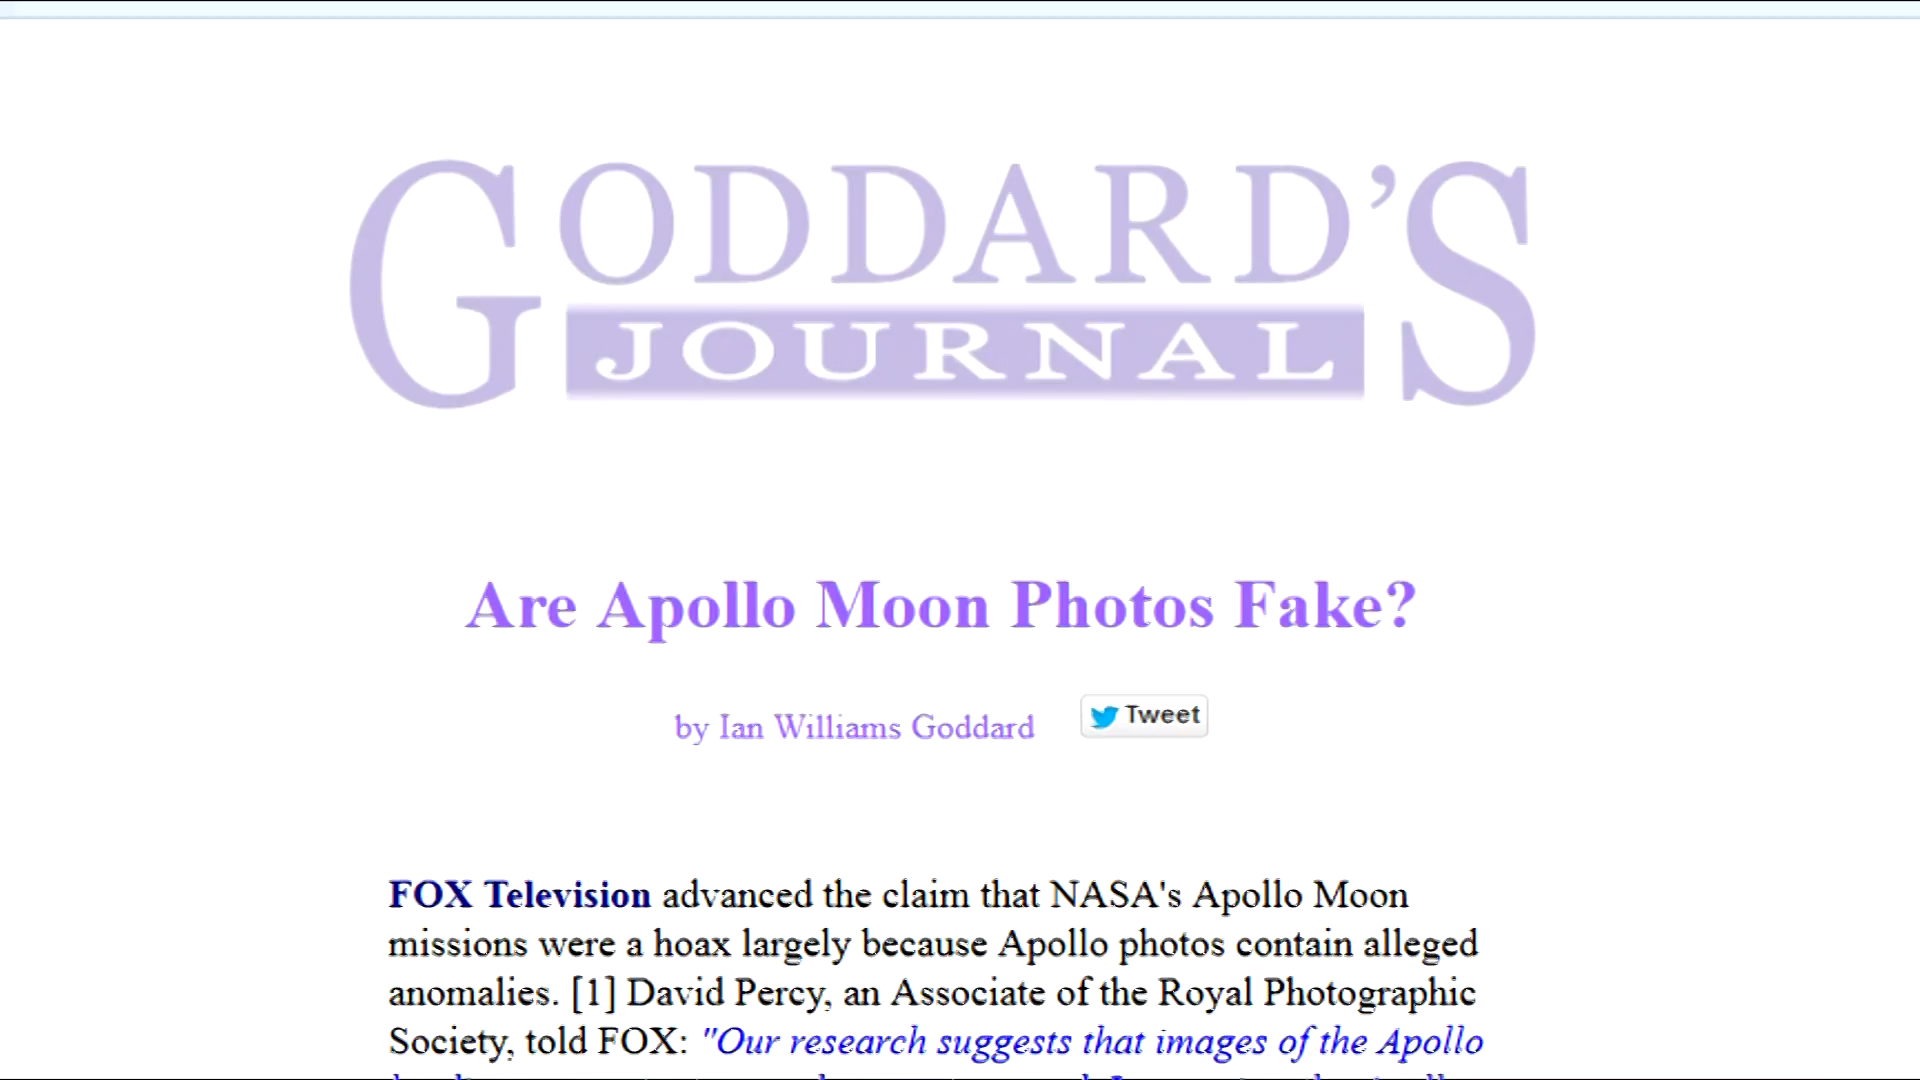 GODDARD'S
JOURNAL
Are Apollo Moon Photos Fake?
by Ian Williams Goddard
Tweet
FOX Television advanced the claim that NASA's Apollo Moon
missions were a hoax largely because Apollo photos contain alleged
anomalies. [1] David Percy, an Associate of the Royal Photographic
Society, told FOX: "Our research suggests that images of the Apollo